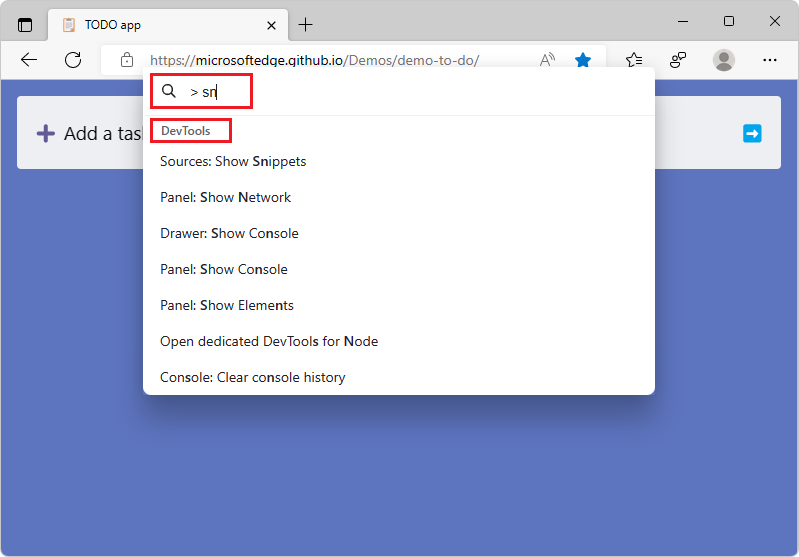 TODO app
https://microsoftedge.github.io/Demos/demo-to-do/
> sn
Add a tas
DevTools
Sources: Show Snippets
Panel: Show Network
Drawer: Show Console
Panel: Show Console
Panel: Show Elements
Open dedicated DevTools for Node
Console: Clear console history